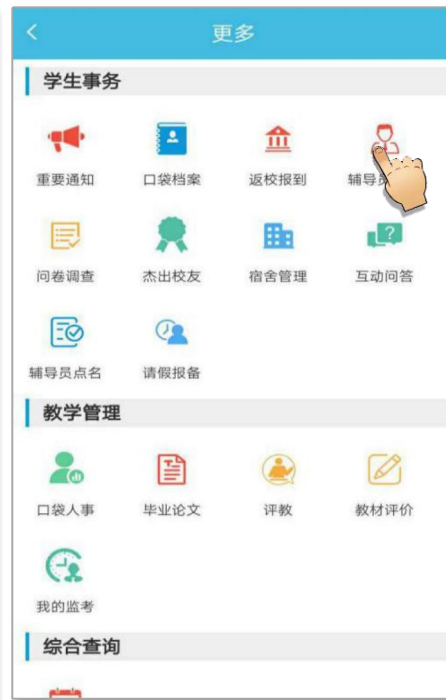 更多
学生事务
重要通知 口袋档案 返校报到 辅导员
问卷调查 杰出校友 宿舍管理 互动问答
辅导员点名 请假报备
教学管理
口袋人事 毕业论文 评教 教材评价
我的监考
综合查询